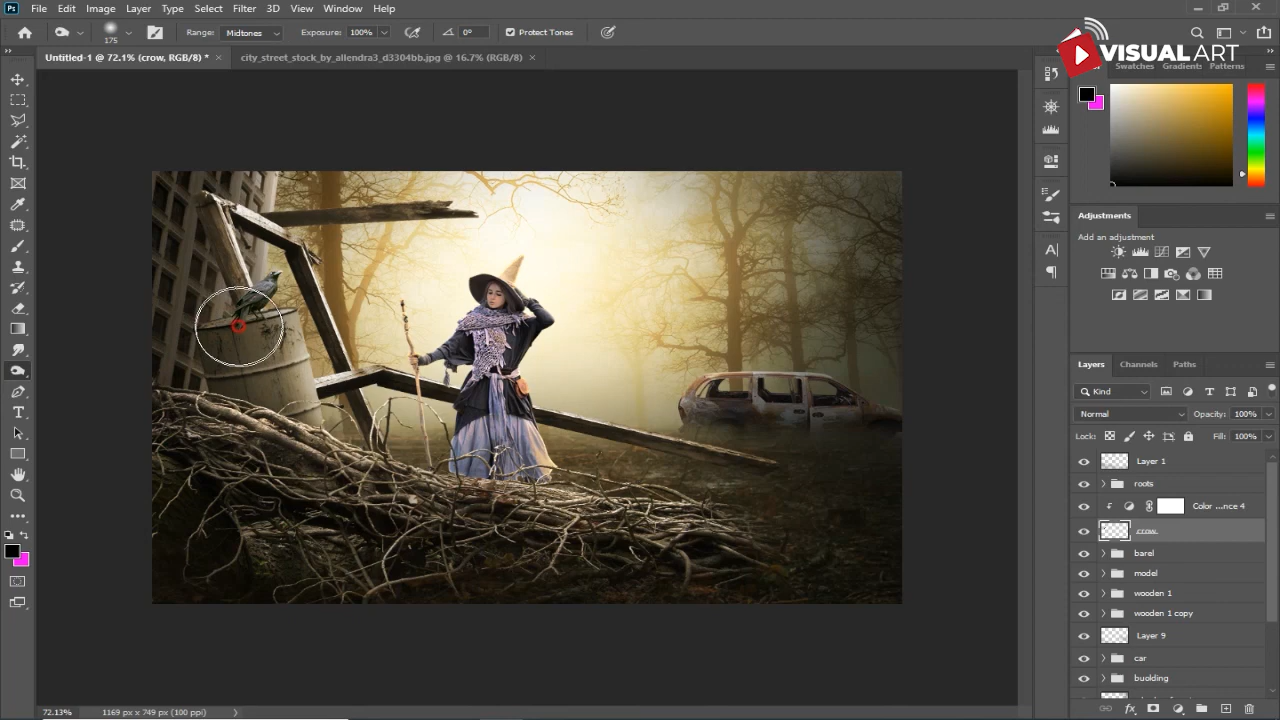 Ps File Edit Image Layer Type Select Filter 3D View Window Help
175 Range: Midtones Exposure: 100% 0° Protect Tones
VISUAL ART
Untitled-1 @ 72.1% (crow, RGB/8) * × city_street_stock_by_allendra3_d3304bb.jpg @ 16.7% (RGB/8) ×
Swatches Gradients Patterns
Adjustments
Add an adjustment
Layers Channels Paths
Kind
Normal Opacity: 100%
Lock: Fill: 100%
Layer 1
roots
Color ...nce 4
crow
barel
model
wooden 1
wooden 1 copy
Layer 9
car
buolding
72.13% 1169 px x 749 px (100 ppi)